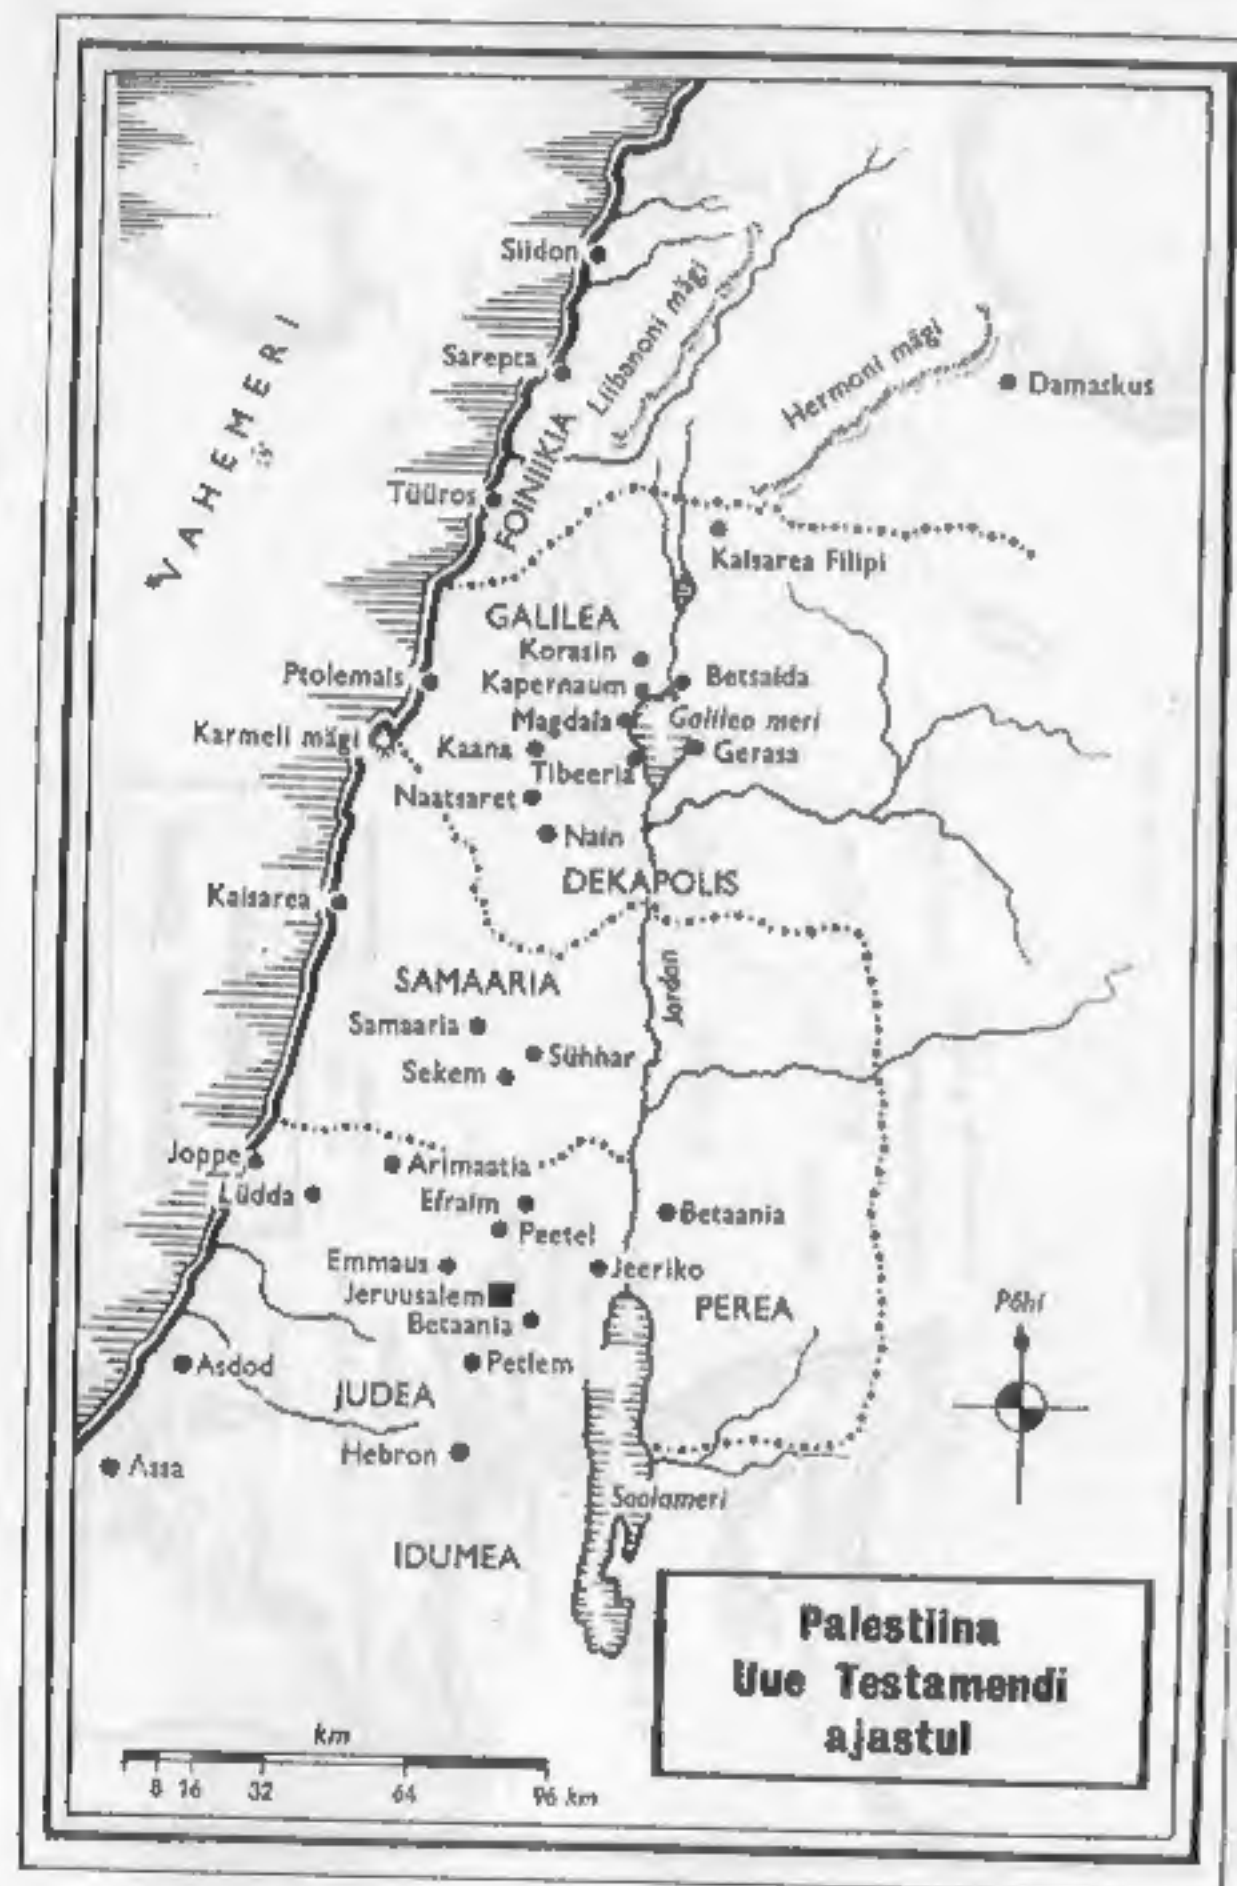 Siidon
Liibanoni mägi
VAHEMERI
Sarepta
Hermoni mägi
Damaskus
FOINIIKIA
Tüüros
Kaisarea Filipi
GALILEA
Korasin
Ptolemais
Kapernaum
Betsaida
Magdala
Galilea meri
Karmeli mägi
Kaana
Gerasa
Tibeeria
Naatsaret
Nain
DEKAPOLIS
Kaisarea
Jordan
SAMAARIA
Samaaria
Sühhar
Sekem
Joppe
Arimaatia
Lüdda
Efraim
Betaania
Peetel
Emmaus
Jeeriko
Jeruusalem
PEREA
Põhi
Betaania
Asdod
Petlem
JUDEA
Hebron
Assa
Soolameri
IDUMEA
Palestiina
Uue Testamendi
ajastul
km
8 16 32 64 96 km